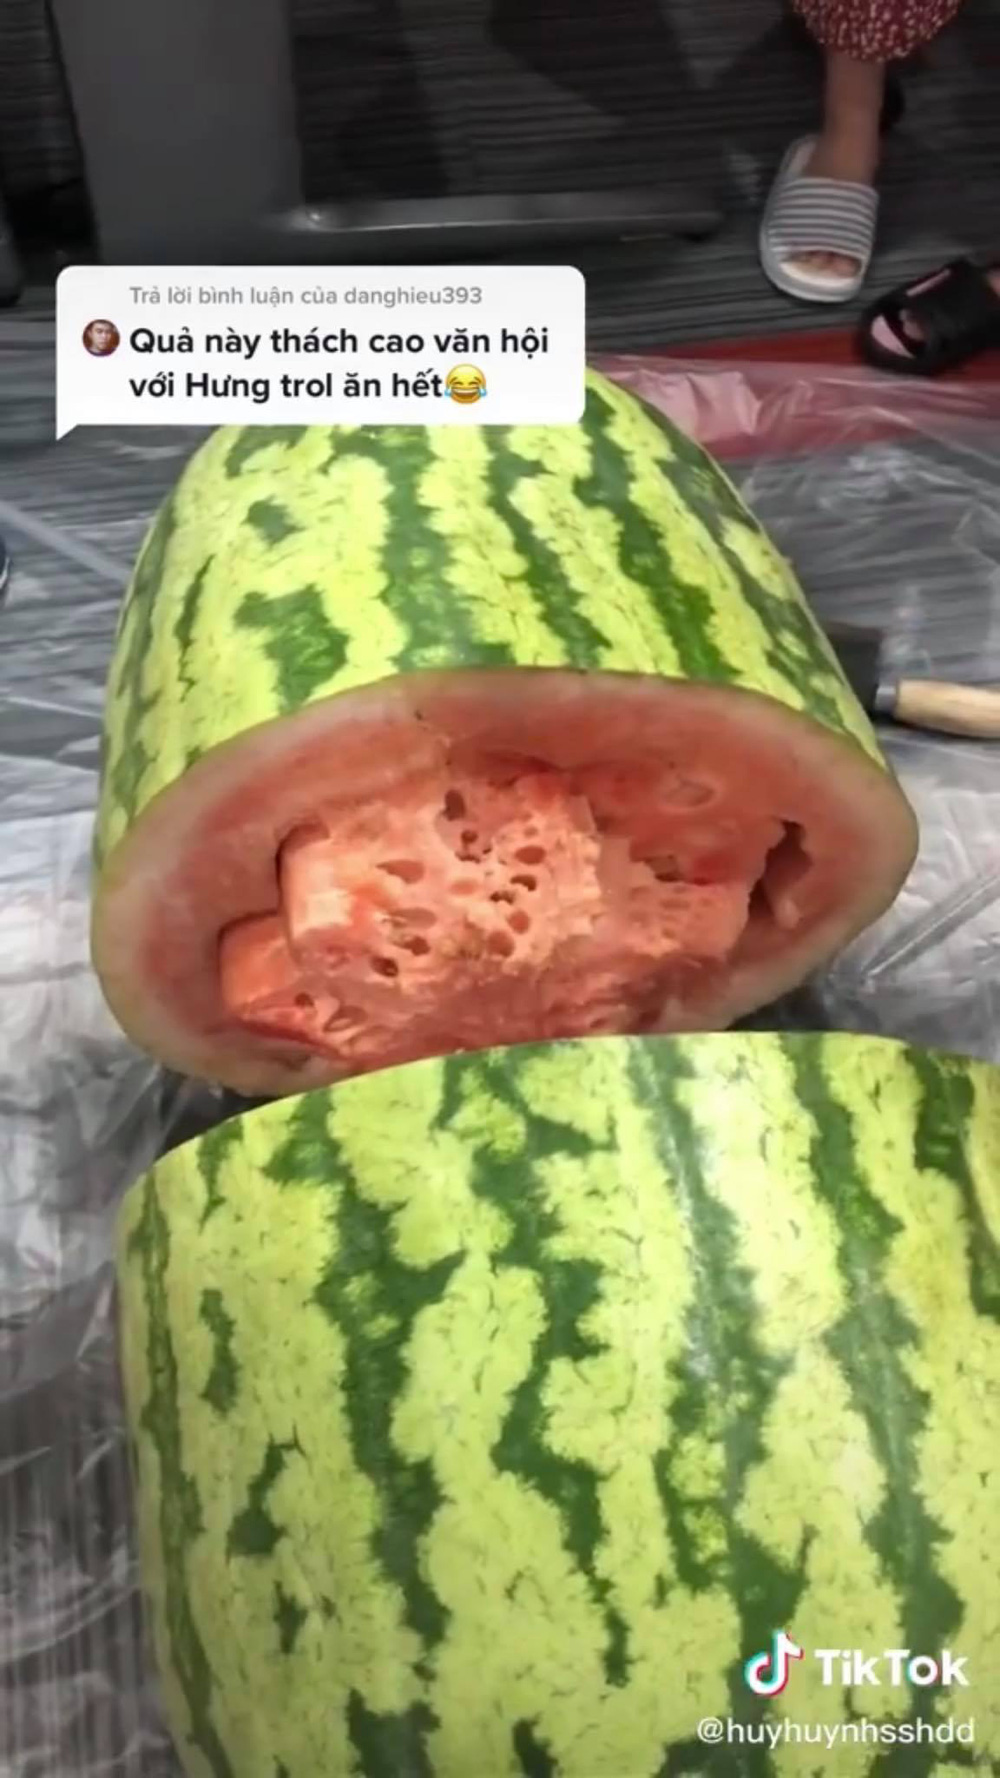 Trả lời bình luận của danghieu393
Quả này thách cao văn hội
với Hưng trol ăn hết😂
TikTok
@huyhuynhsshdd